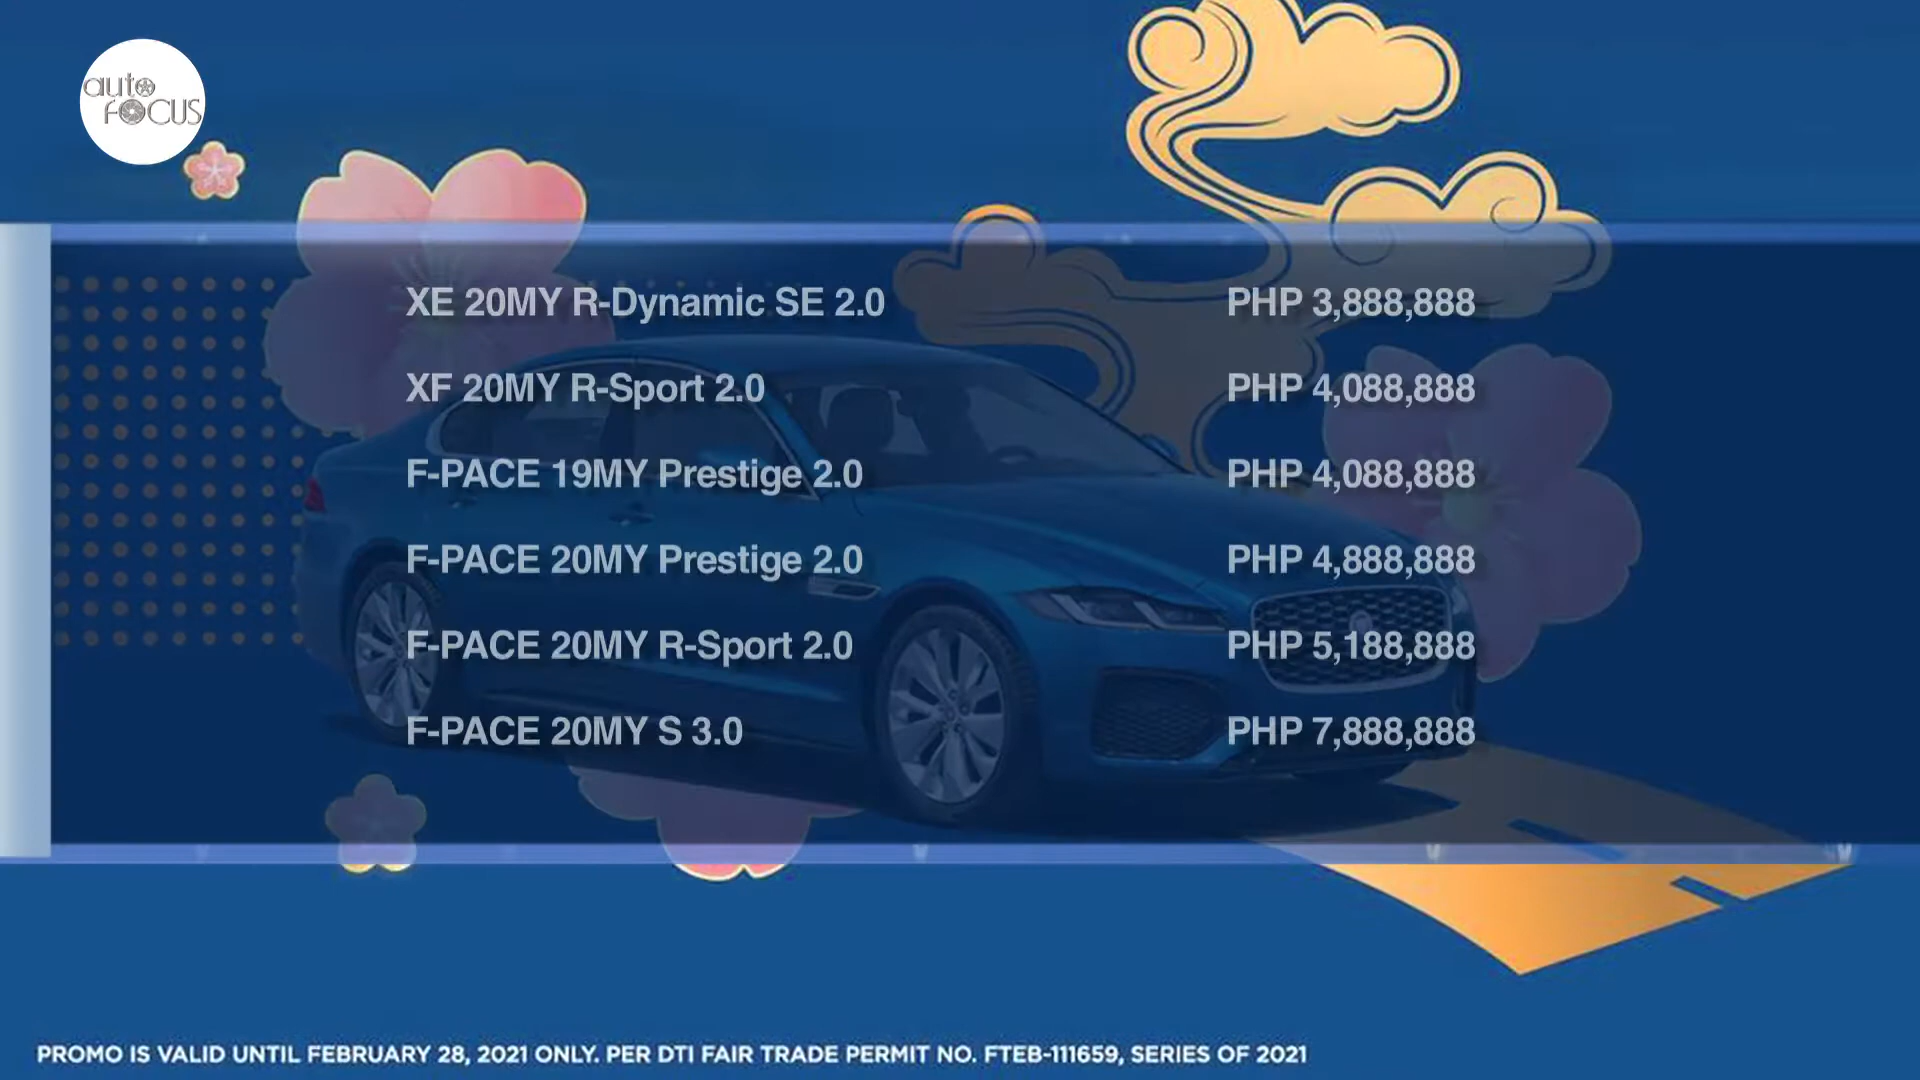 auto
FOCUS
XE 20MY R-Dynamic SE 2.0 PHP 3,888,888
XF 20MY R-Sport 2.0 PHP 4,088,888
F-PACE 19MY Prestige 2.0 PHP 4,088,888
F-PACE 20MY Prestige 2.0 PHP 4,888,888
F-PACE 20MY R-Sport 2.0 PHP 5,188,888
F-PACE 20MY S 3.0 PHP 7,888,888
PROMO IS VALID UNTIL FEBRUARY 28, 2021 ONLY. PER DTI FAIR TRADE PERMIT NO. FTEB-111659, SERIES OF 2021